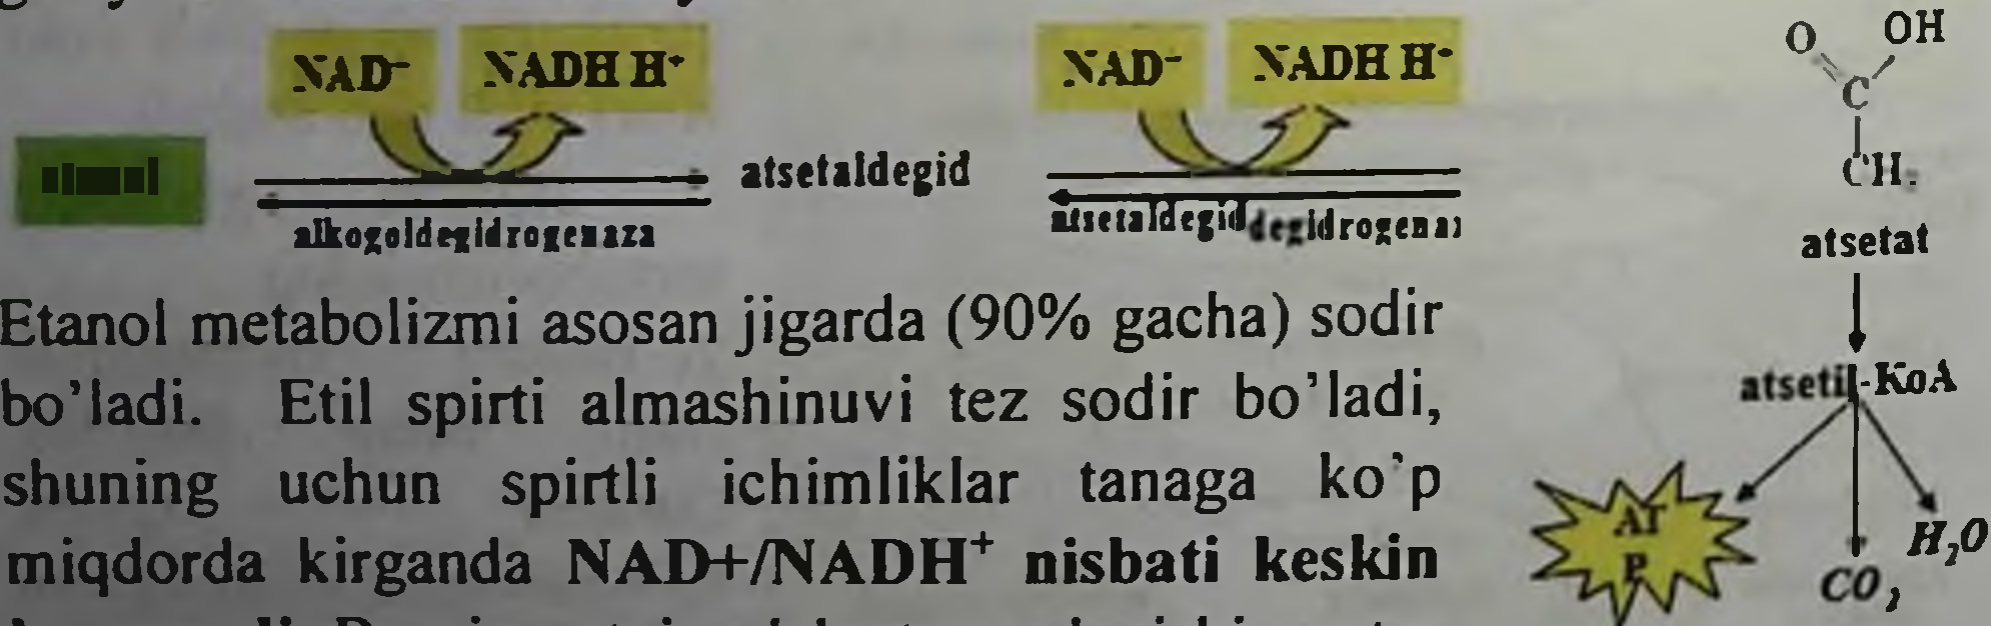 NAD⁺ NADH H⁺ NAD⁺ NADH H⁺
O OH
C
CH₃
atsetaldegid
alkogoldegidrogenaza
atsetaldegiddegidrogenaz
atsetat
atsetil-KoA
ATP
CO₂
H₂O
Etanol metabolizmi asosan jigarda (90% gacha) sodir
bo'ladi. Etil spirti almashinuvi tez sodir bo'ladi,
shuning uchun spirtli ichimliklar tanaga ko'p
miqdorda kirganda NAD+/NADH⁺ nisbati keskin